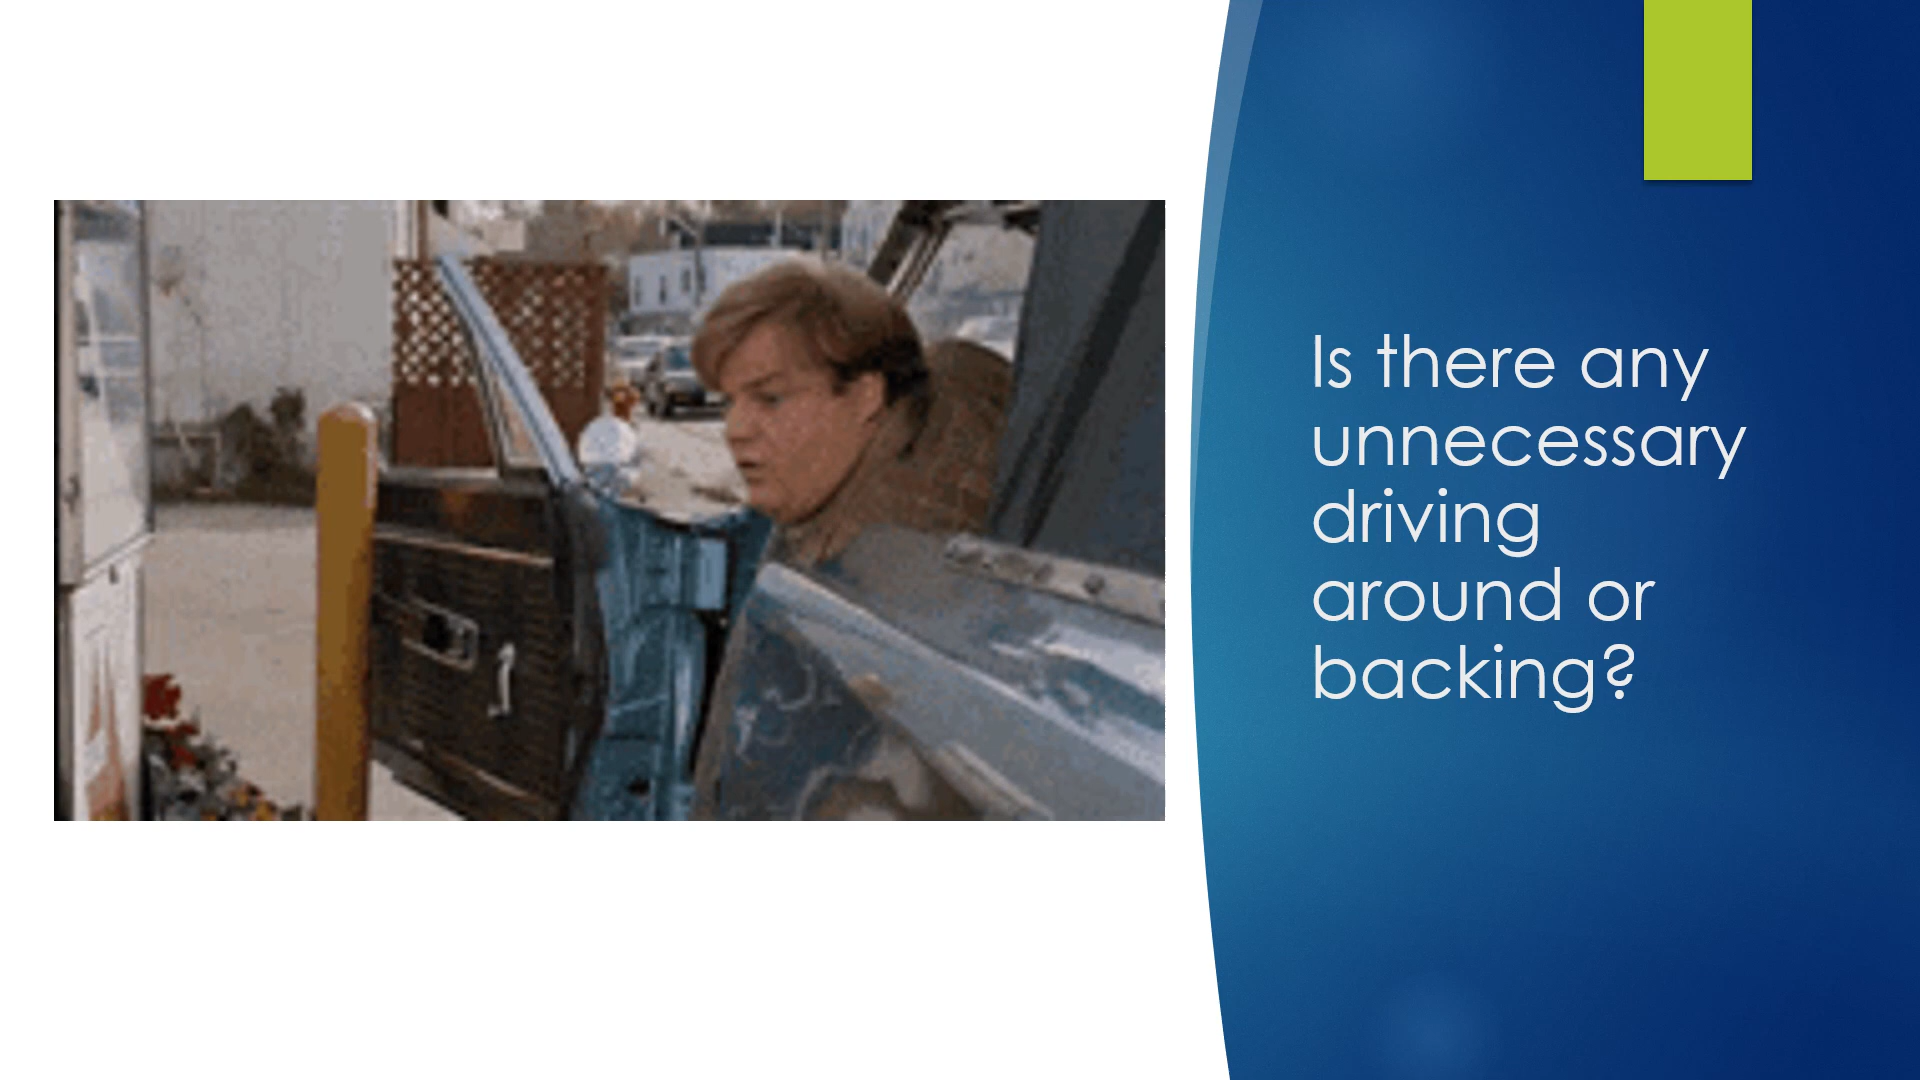 Is there any
unnecessary
driving
around or
backing?